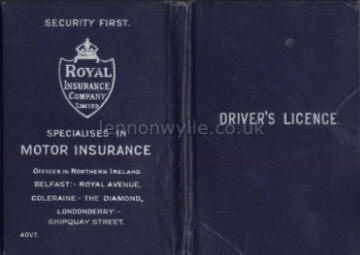 SECURITY FIRST.
ROYAL
INSURANCE
COMPANY
LIMITED
SPECIALISES IN
MOTOR INSURANCE
OFFICES IN NORTHERN IRELAND.
BELFAST:- ROYAL AVENUE,
COLERAINE - THE DIAMOND,
LONDONDERRY:-
SHIPQUAY STREET.
ADVT.
DRIVER'S LICENCE
lennonwylie.co.uk